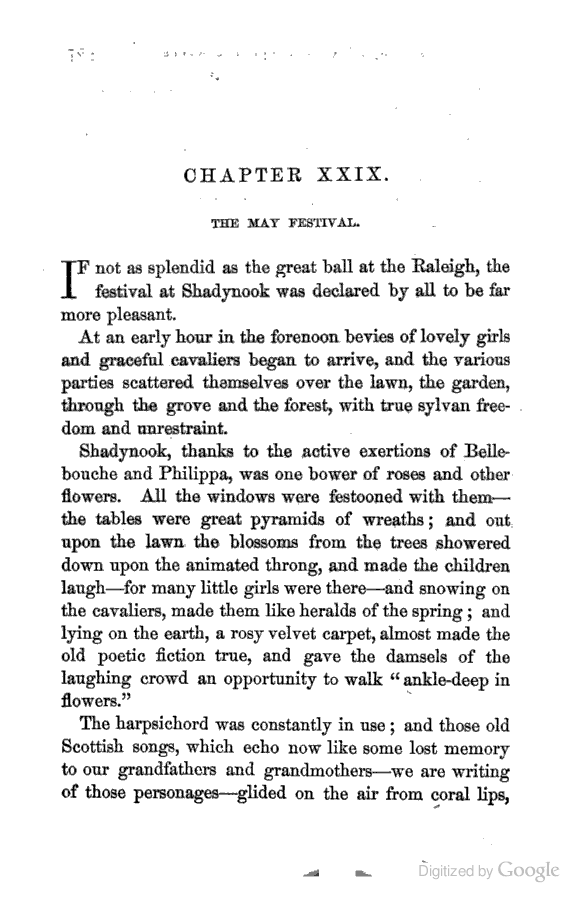 CHAPTER XXIX.
THE MAY FESTIVAL.
IF not as splendid as the great ball at the Raleigh, the
festival at Shadynook was declared by all to be far
more pleasant.
At an early hour in the forenoon bevies of lovely girls
and graceful cavaliers began to arrive, and the various
parties scattered themselves over the lawn, the garden,
through the grove and the forest, with true sylvan free-
dom and unrestraint.
Shadynook, thanks to the active exertions of Belle-
bouche and Philippa, was one bower of roses and other
flowers. All the windows were festooned with them—
the tables were great pyramids of wreaths; and out
upon the lawn the blossoms from the trees showered
down upon the animated throng, and made the children
laugh—for many little girls were there—and snowing on
the cavaliers, made them like heralds of the spring; and
lying on the earth, a rosy velvet carpet, almost made the
old poetic fiction true, and gave the damsels of the
laughing crowd an opportunity to walk "ankle-deep in
flowers."
The harpsichord was constantly in use; and those old
Scottish songs, which echo now like some lost memory
to our grandfathers and grandmothers—we are writing
of those personages—glided on the air from coral lips,
Digitized by Google